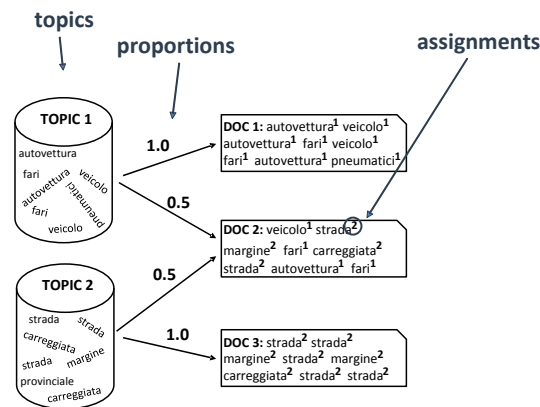 topics
proportions
assignments
TOPIC 1
autovettura
fari
autovettura
veicolo
pneumatici
fari
veicolo
1.0
0.5
DOC 1: autovettura¹ veicolo¹
autovettura¹ fari¹ veicolo¹
fari¹ autovettura¹ pneumatici¹
DOC 2: veicolo¹ strada²
margine² fari¹ carreggiata²
strada² autovettura¹ fari¹
TOPIC 2
strada
strada
carreggiata
strada
margine
provinciale
carreggiata
0.5
1.0
DOC 3: strada² strada²
margine² strada² margine²
carreggiata² strada² strada²